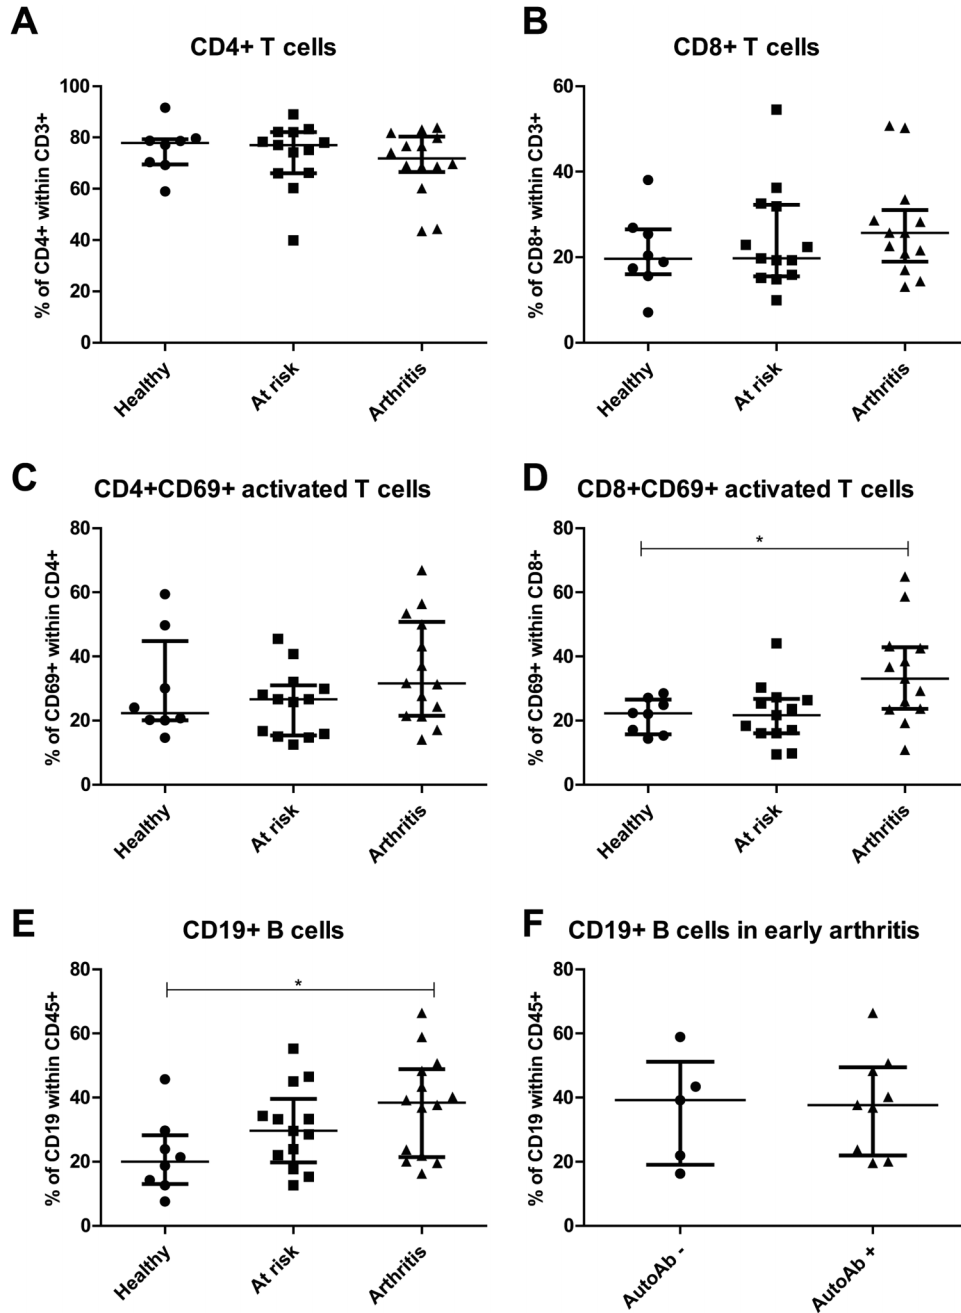 A
CD4+ T cells
% of CD4+ within CD3+
100
80
60
40
20
0
Healthy
At risk
Arthritis
B
CD8+ T cells
% of CD8+ within CD3+
60
40
20
0
Healthy
At risk
Arthritis
C
CD4+CD69+ activated T cells
% of CD69+ within CD4+
80
60
40
20
0
Healthy
At risk
Arthritis
D
CD8+CD69+ activated T cells
% of CD69+ within CD8+
80
60
40
20
0
*
Healthy
At risk
Arthritis
E
CD19+ B cells
% of CD19 within CD45+
80
60
40
20
0
*
Healthy
At risk
Arthritis
F
CD19+ B cells in early arthritis
% of CD19 within CD45+
80
60
40
20
0
AutoAb -
AutoAb +